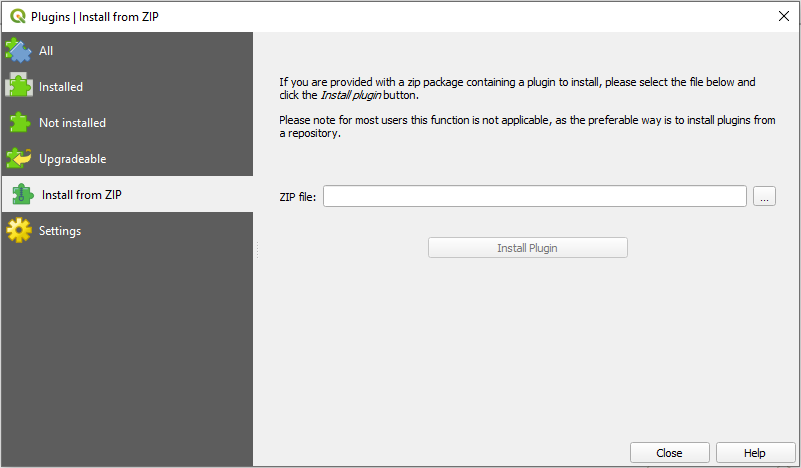 Plugins | Install from ZIP
All
Installed
Not installed
Upgradeable
Install from ZIP
Settings
If you are provided with a zip package containing a plugin to install, please select the file below and
click the Install plugin button.
Please note for most users this function is not applicable, as the preferable way is to install plugins from
a repository.
ZIP file:
...
Install Plugin
Close
Help